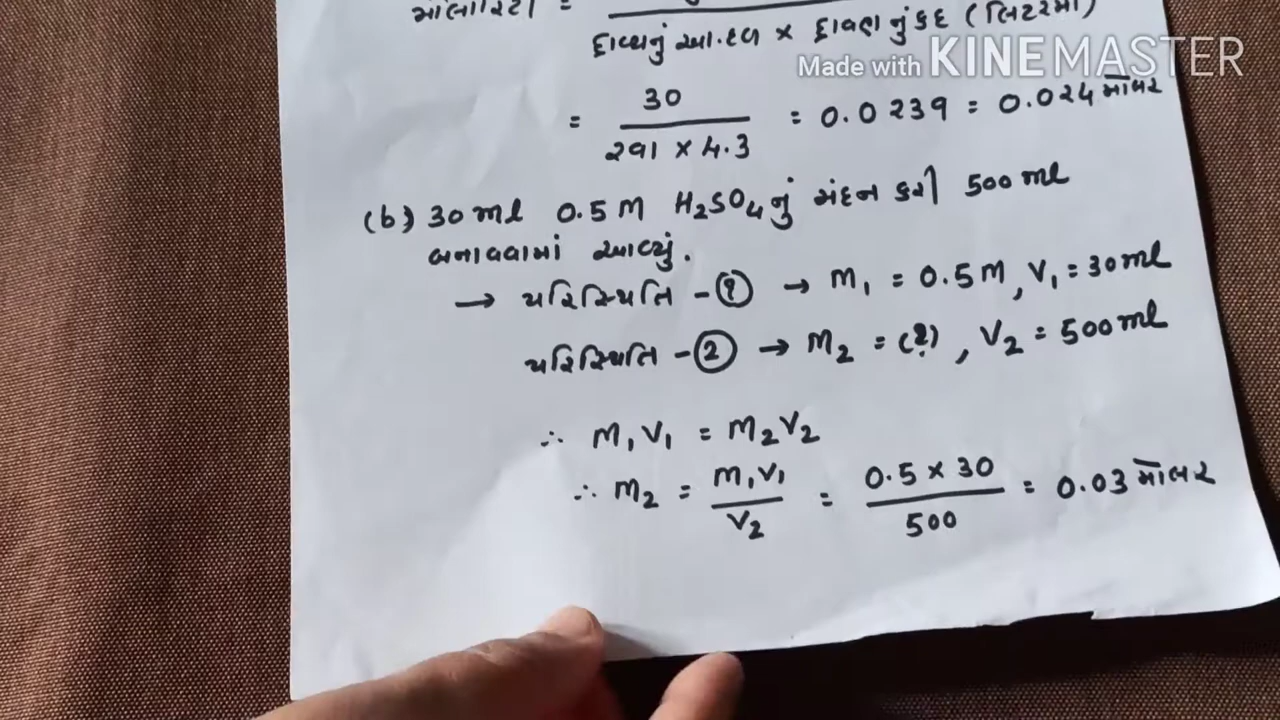 મોલારિટી =
દ્રાવ્યનું આ.દળ × દ્રાવણનું કદ (લિટરમાં)
Made with KINEMASTER
= 30 / 291 × 4.3 = 0.0239 = 0.024 મોલર
(b) 30 ml 0.5 M H₂SO₄નું મંદન કરી 500 ml
બનાવવામાં આવ્યું.
→ પરિસ્થિતિ - ① → M₁ = 0.5 M, V₁ = 30 ml
પરિસ્થિતિ - ② → M₂ = (?), V₂ = 500 ml
∴ M₁V₁ = M₂V₂
∴ M₂ = M₁V₁ / V₂ = 0.5 × 30 / 500 = 0.03 મોલર